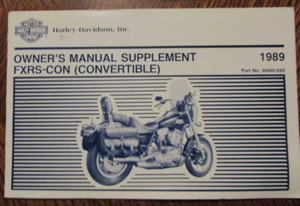 Harley-Davidson, Inc.
OWNER'S MANUAL SUPPLEMENT
1989
FXRS-CON (CONVERTIBLE)
Part No.